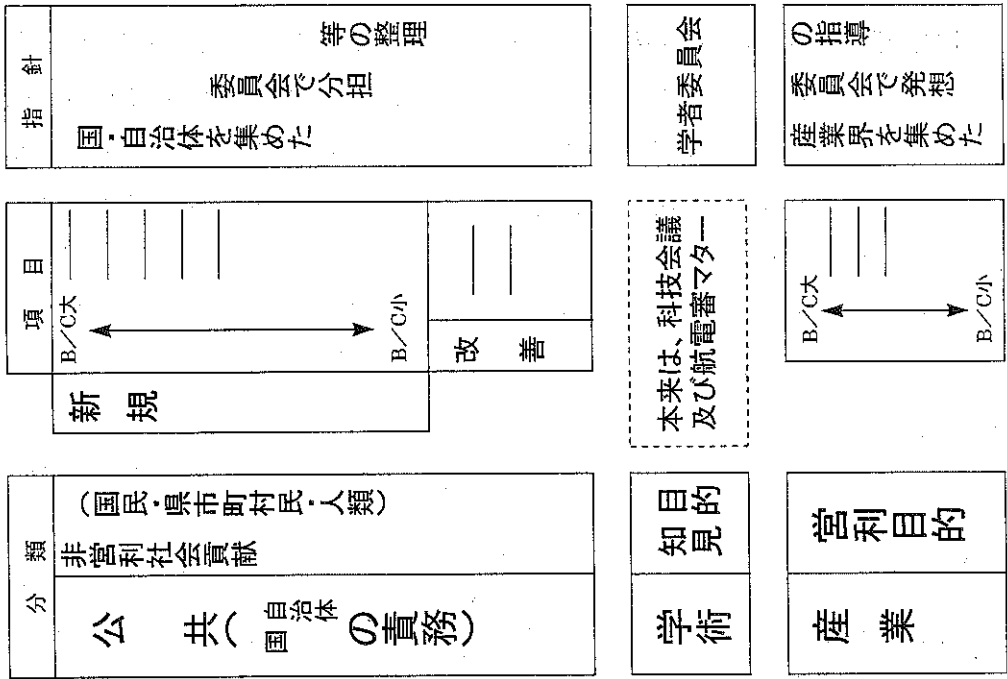 分類
項目
指針
公共(国
自治体
の責務)
非営利社会貢献
(国民・県市町村民・人類)
新規
B/C大
B/C小
改善
国・自治体を集めた
委員会で分担
等の整理
学術
知見
目的
本来は、科技会議
及び航電審マター
学者委員会
産業
営利目的
B/C大
B/C小
産業界を集めた
委員会で発想
の指導